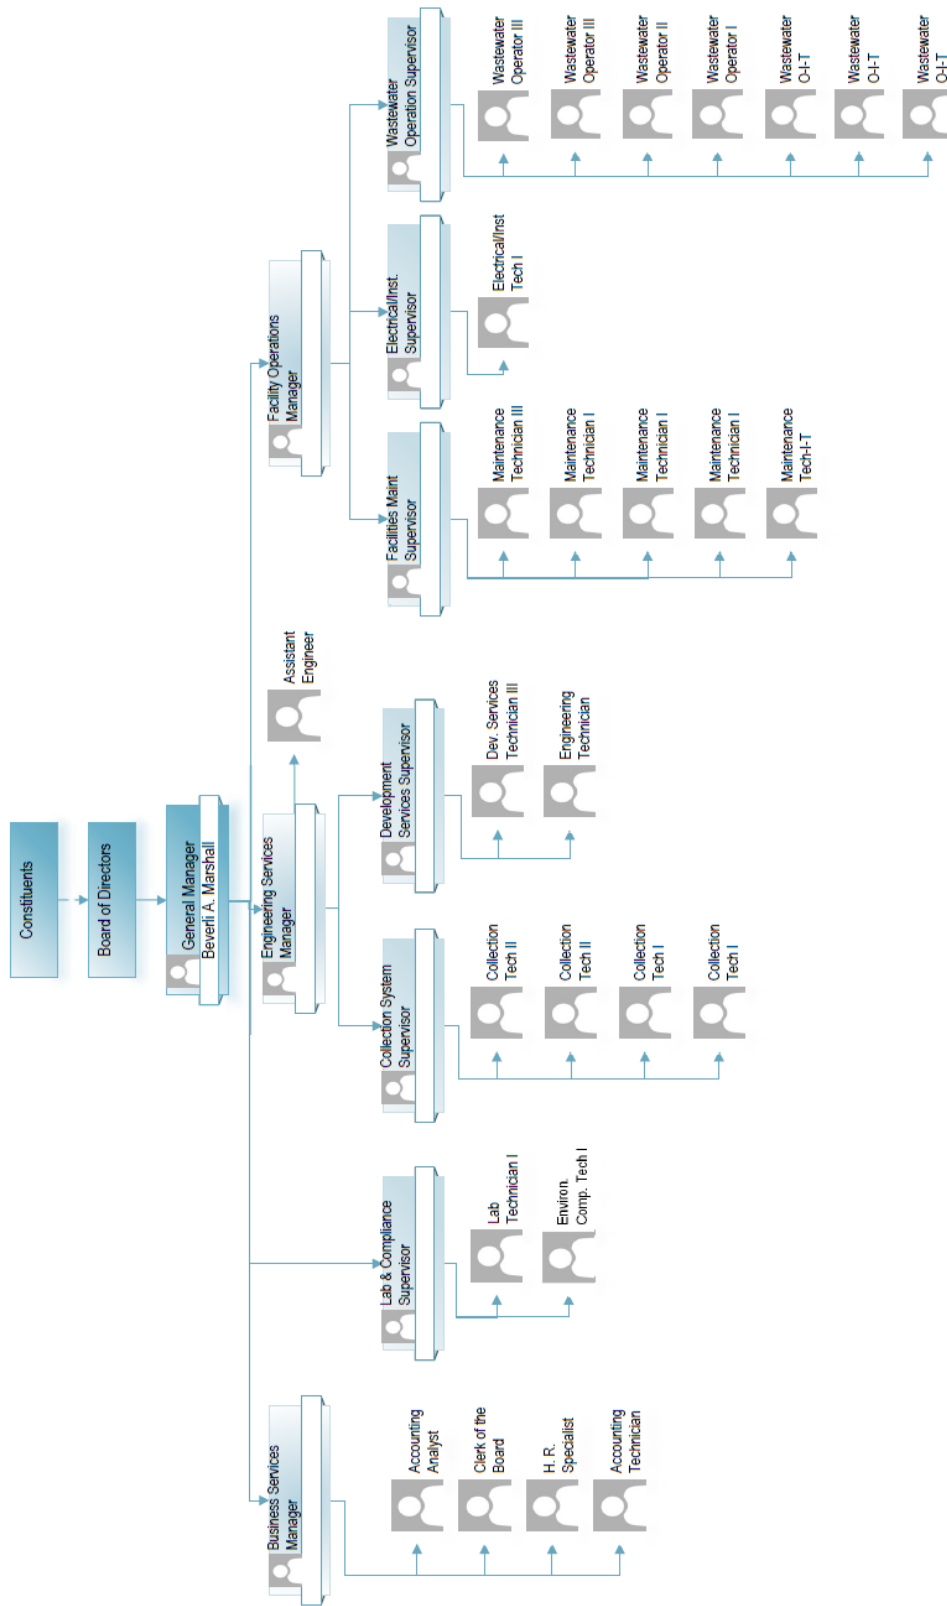 Constituents
Board of Directors
General Manager
Beverli A. Marshall
Business Services
Manager
Accounting
Analyst
Clerk of the
Board
H. R.
Specialist
Accounting
Technician
Lab & Compliance
Supervisor
Lab
Technician I
Environ.
Comp. Tech I
Engineering Services
Manager
Assistant
Engineer
Collection System
Supervisor
Collection
Tech II
Collection
Tech II
Collection
Tech I
Collection
Tech I
Development
Services Supervisor
Dev. Services
Technician III
Engineering
Technician
Facility Operations
Manager
Facilities Maint
Supervisor
Maintenance
Technician III
Maintenance
Technician I
Maintenance
Technician I
Maintenance
Technician I
Maintenance
Tech-I-T
Electrical/Inst.
Supervisor
Electrical/Inst
Tech I
Wastewater
Operation Supervisor
Wastewater
Operator III
Wastewater
Operator III
Wastewater
Operator II
Wastewater
Operator I
Wastewater
O-I-T
Wastewater
O-I-T
Wastewater
O-I-T